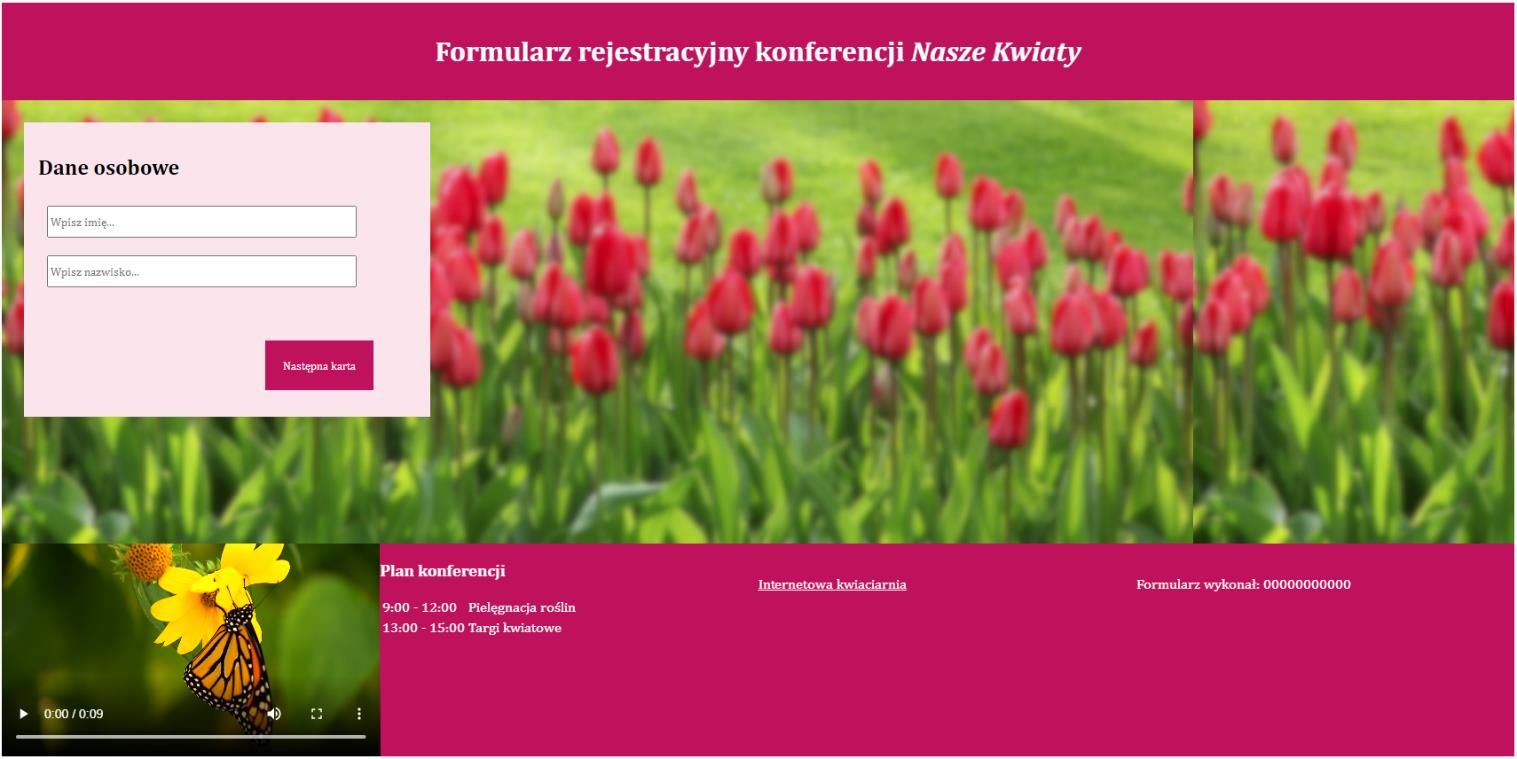 Formularz rejestracyjny konferencji Nasze Kwiaty
Dane osobowe
Wpisz imię...
Wpisz nazwisko...
Następna karta
0:00 / 0:09
Plan konferencji
9:00 - 12:00 Pielęgnacja roślin
13:00 - 15:00 Targi kwiatowe
Internetowa kwiaciarnia
Formularz wykonał: 00000000000